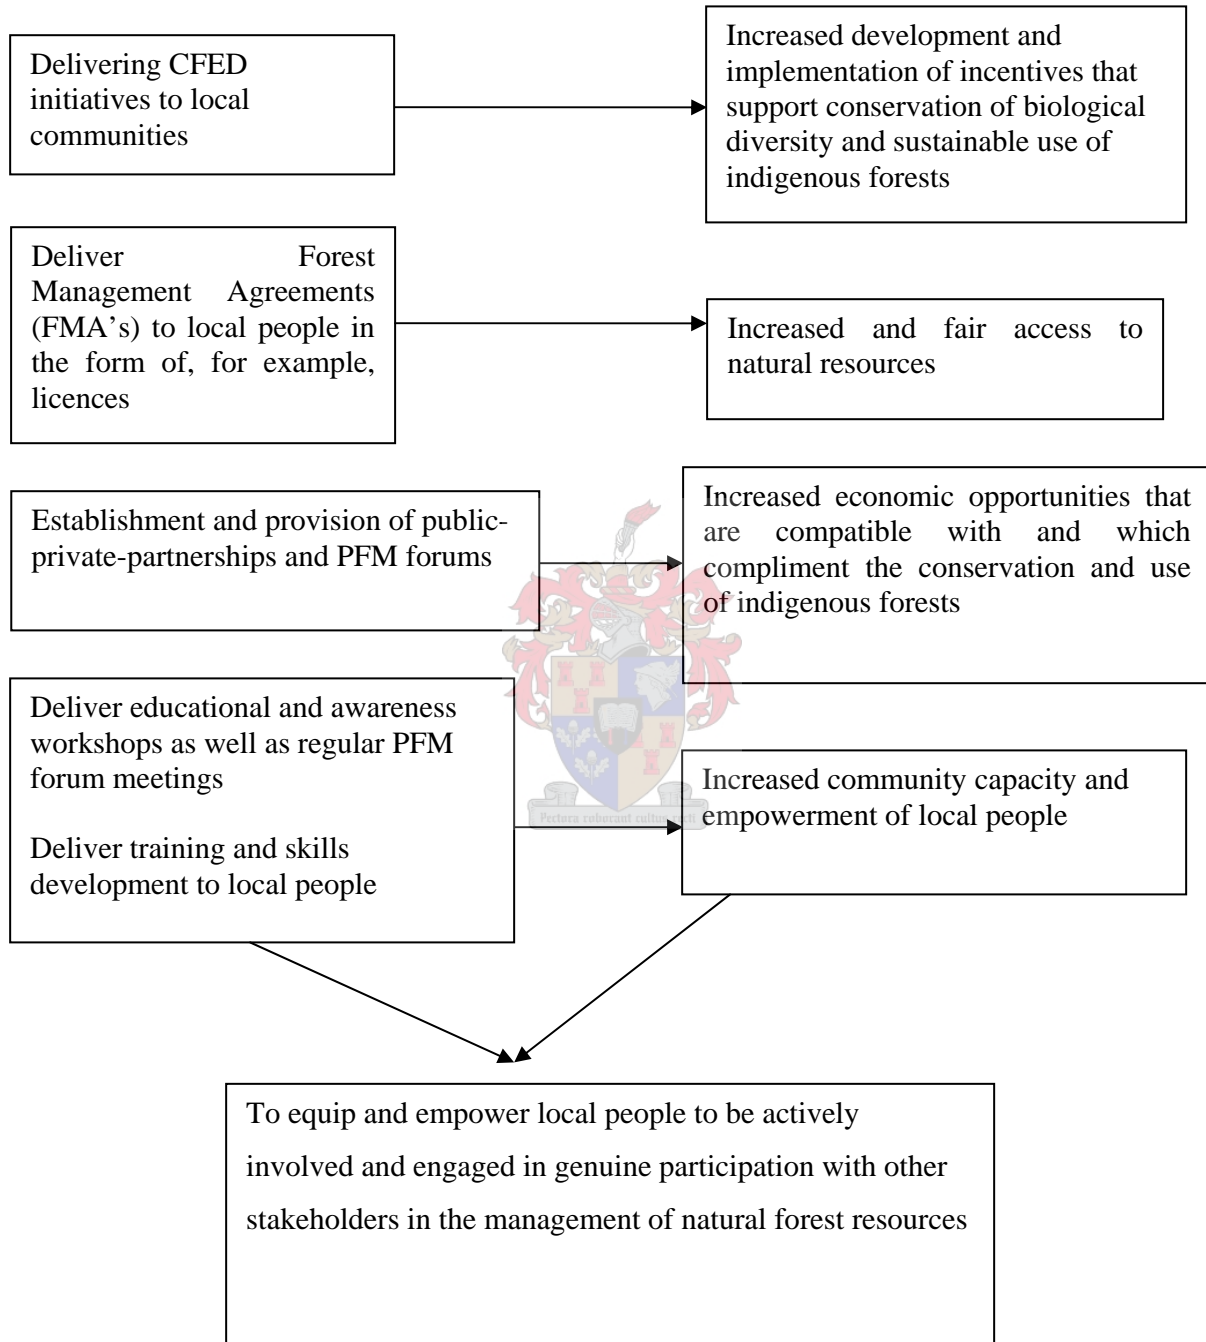 Delivering CFED
initiatives to local
communities
Increased development and
implementation of incentives that
support conservation of biological
diversity and sustainable use of
indigenous forests
Deliver Forest
Management Agreements
(FMA’s) to local people in
the form of, for example,
licences
Increased and fair access to
natural resources
Establishment and provision of public-
private-partnerships and PFM forums
Increased economic opportunities that
are compatible with and which
compliment the conservation and use
of indigenous forests
Deliver educational and awareness
workshops as well as regular PFM
forum meetings
Deliver training and skills
development to local people
Increased community capacity and
empowerment of local people
Pectora roborant cultus recti
To equip and empower local people to be actively
involved and engaged in genuine participation with other
stakeholders in the management of natural forest resources